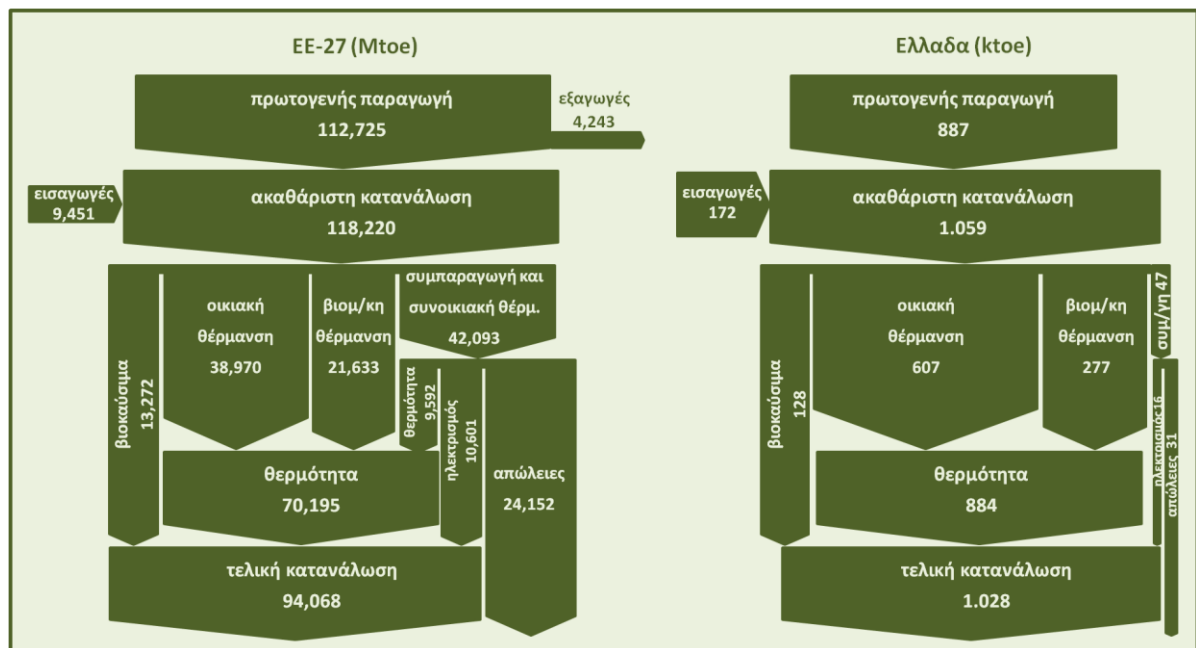 ΕΕ-27 (Mtoe)
πρωτογενής παραγωγή
112,725
εξαγωγές
4,243
εισαγωγές
9,451
ακαθάριστη κατανάλωση
118,220
βιοκαύσιμα
13,272
οικιακή
θέρμανση
38,970
βιομ/κη
θέρμανση
21,633
συμπαραγωγή και
συνοικιακή θέρμ.
42,093
θερμότητα
9,592
ηλεκτρισμός
10,601
απώλειες
24,152
θερμότητα
70,195
τελική κατανάλωση
94,068
Ελλαδα (ktoe)
πρωτογενής παραγωγή
887
εισαγωγές
172
ακαθάριστη κατανάλωση
1.059
βιοκαύσιμα
128
οικιακή
θέρμανση
607
βιομ/κη
θέρμανση
277
συμ/γη 47
ηλεκτρισμός 16
απώλειες 31
θερμότητα
884
τελική κατανάλωση
1.028